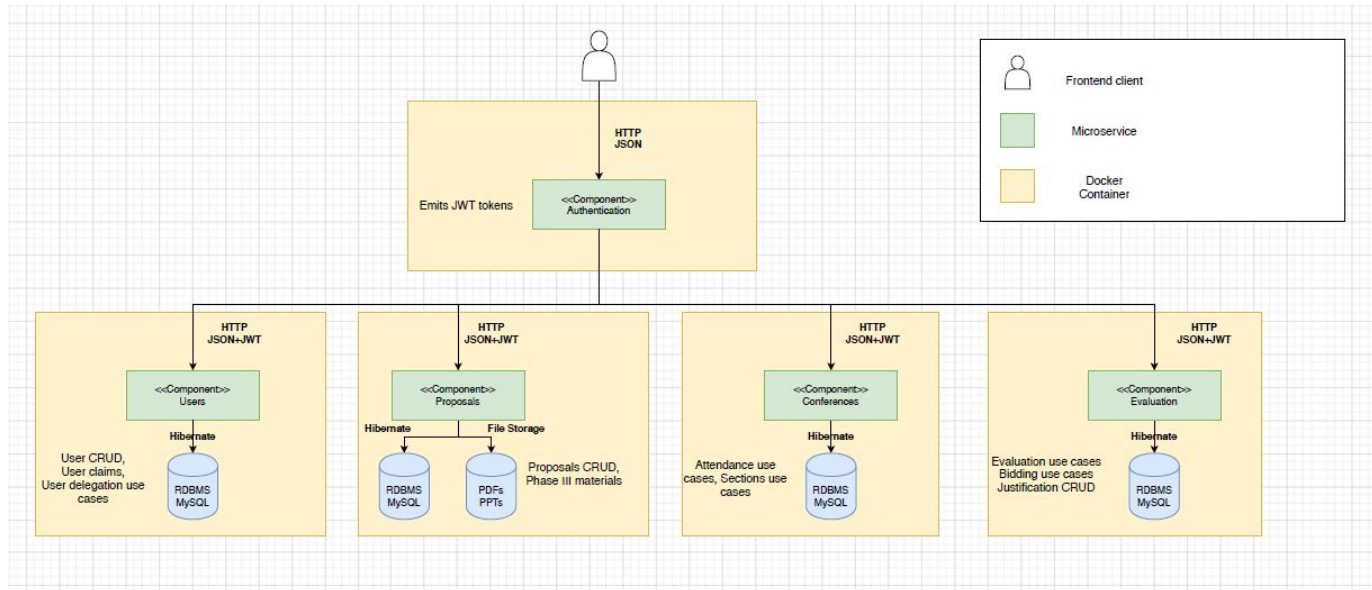 Frontend client
Microservice
Docker
Container
HTTP
JSON
Emits JWT tokens
<<Component>>
Authentication
HTTP
JSON+JWT
<<Component>>
Users
Hibernate
User CRUD,
User claims,
User delegation use
cases
RDBMS
MySQL
HTTP
JSON+JWT
<<Component>>
Proposals
Hibernate
File Storage
RDBMS
MySQL
PDFs
PPTs
Proposals CRUD,
Phase III materials
HTTP
JSON+JWT
<<Component>>
Conferences
Hibernate
Attendance use
cases, Sections use
cases
RDBMS
MySQL
HTTP
JSON+JWT
<<Component>>
Evaluation
Hibernate
Evaluation use cases
Bidding use cases
Justification CRUD
RDBMS
MySQL